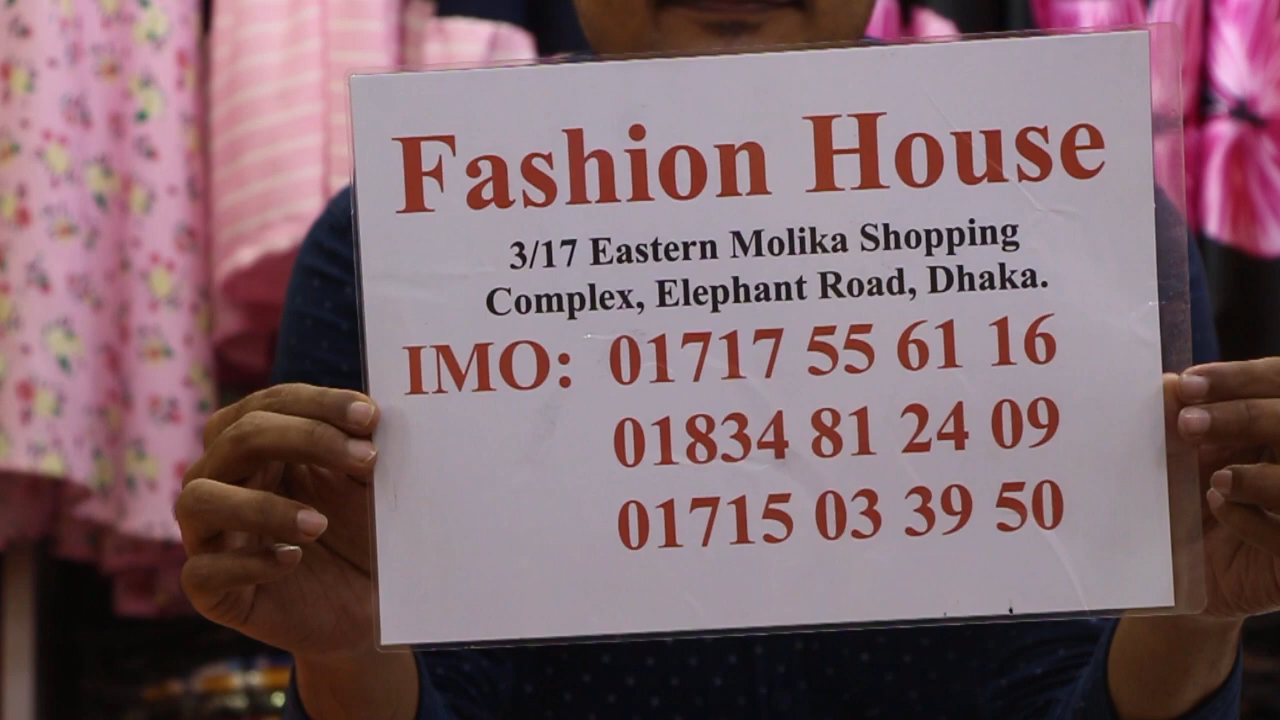 Fashion House
3/17 Eastern Molika Shopping
Complex, Elephant Road, Dhaka.
IMO: 01717 55 61 16
01834 81 24 09
01715 03 39 50